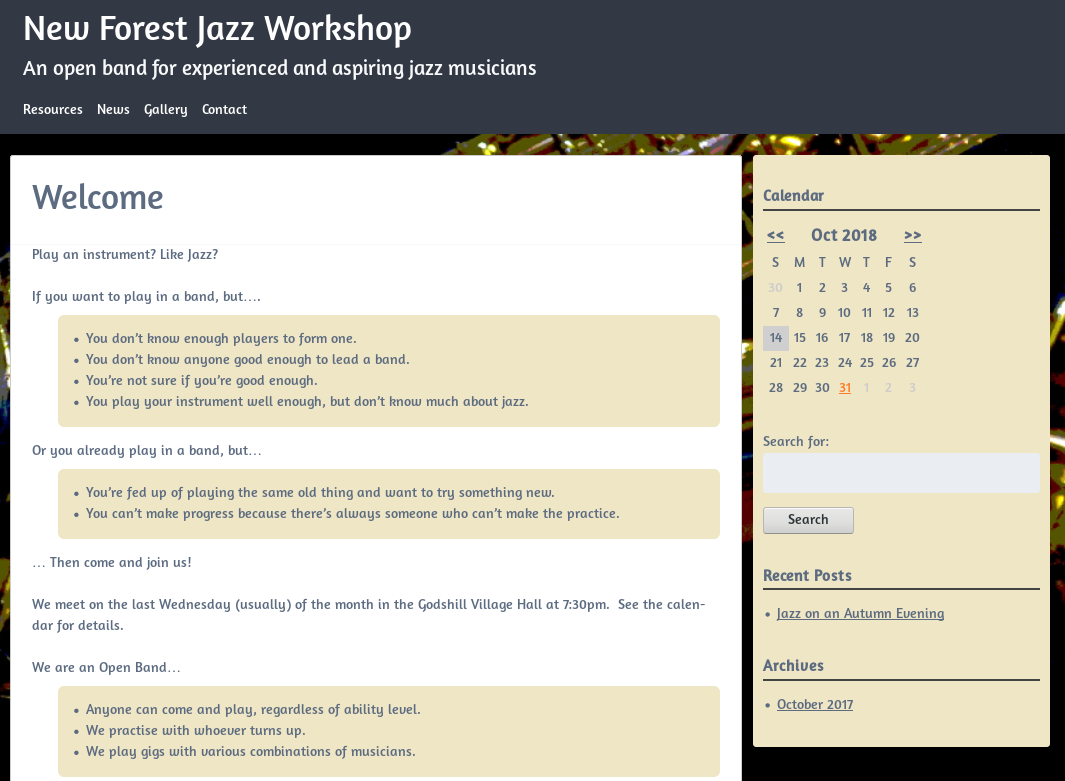 New Forest Jazz Workshop
An open band for experienced and aspiring jazz musicians
Resources News Gallery Contact
Welcome
Play an instrument? Like Jazz?
If you want to play in a band, but….
• You don’t know enough players to form one.
• You don’t know anyone good enough to lead a band.
• You’re not sure if you’re good enough.
• You play your instrument well enough, but don’t know much about jazz.
Or you already play in a band, but…
• You’re fed up of playing the same old thing and want to try something new.
• You can’t make progress because there’s always someone who can’t make the practice.
… Then come and join us!
We meet on the last Wednesday (usually) of the month in the Godshill Village Hall at 7:30pm.  See the calen-
dar for details.
We are an Open Band…
• Anyone can come and play, regardless of ability level.
• We practise with whoever turns up.
• We play gigs with various combinations of musicians.
Calendar
<< Oct 2018 >>
S M T W T F S
30 1 2 3 4 5 6
7 8 9 10 11 12 13
14 15 16 17 18 19 20
21 22 23 24 25 26 27
28 29 30 31 1 2 3
Search for:
Search
Recent Posts
• Jazz on an Autumn Evening
Archives
• October 2017